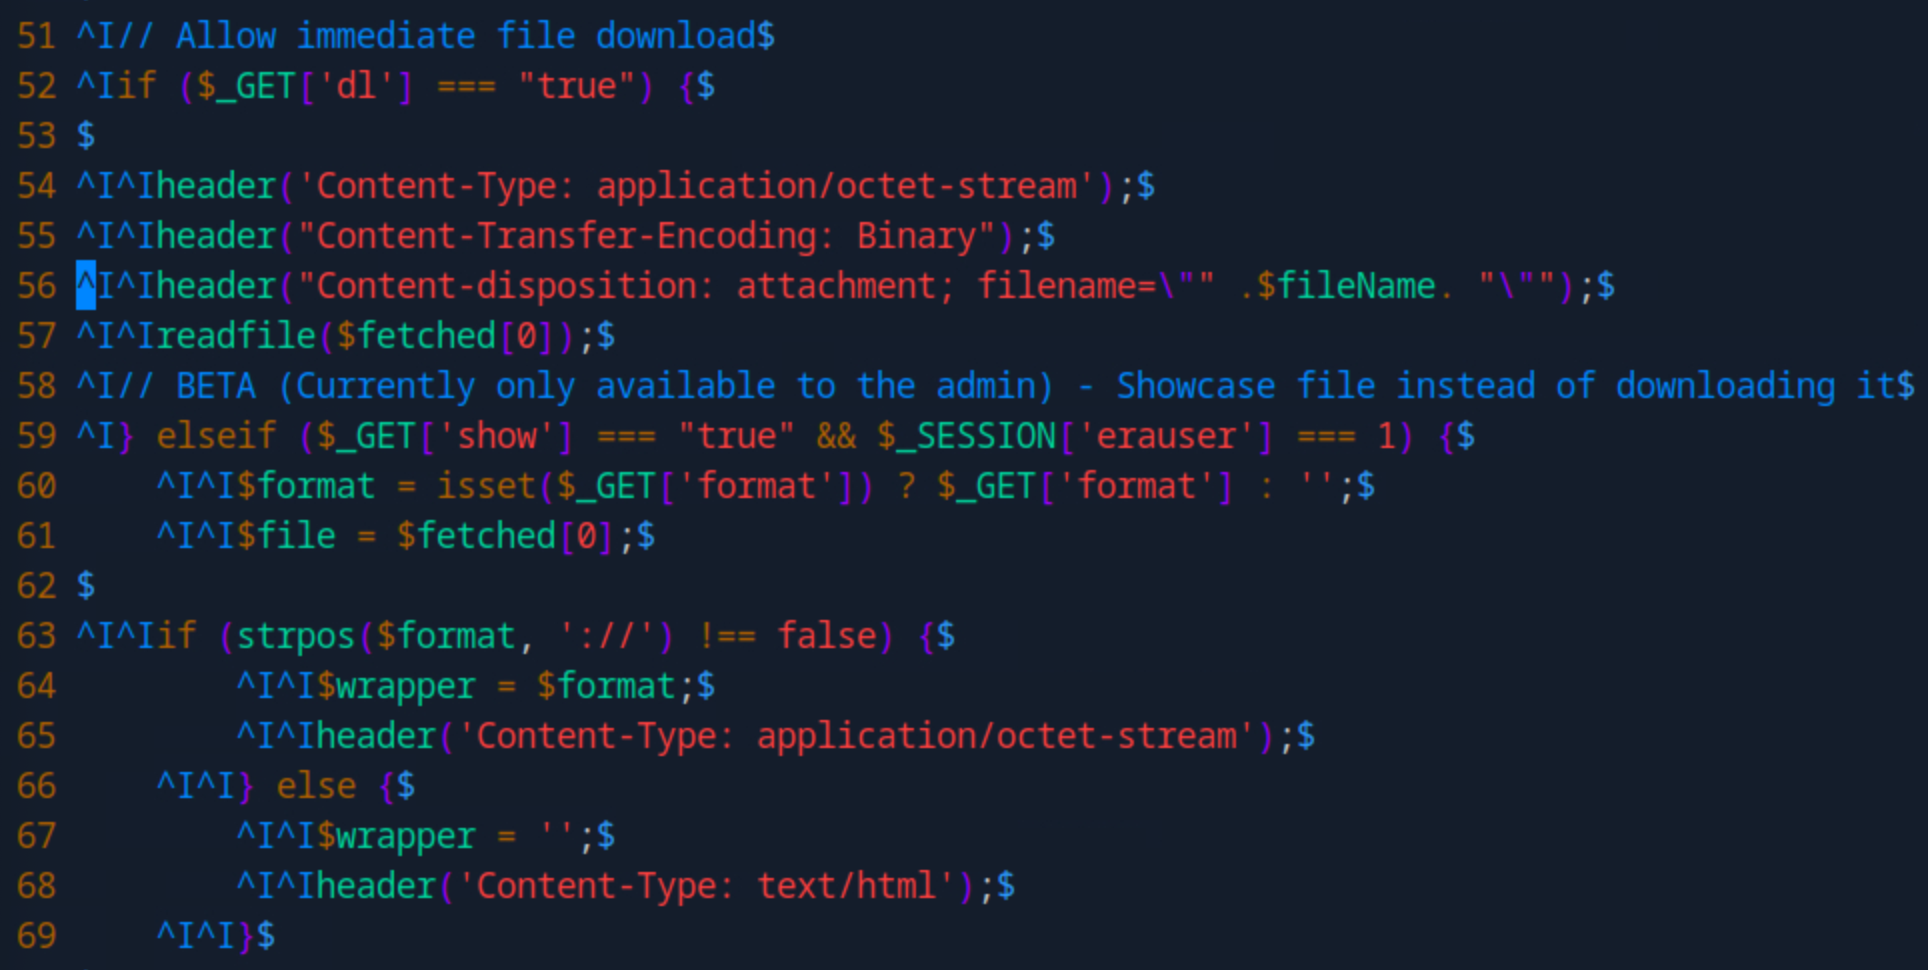 51 ^I// Allow immediate file download$
52 ^Iif ($_GET['dl'] === "true") {$
53 $
54 ^I^Iheader('Content-Type: application/octet-stream');$
55 ^I^Iheader("Content-Transfer-Encoding: Binary");$
56 ^I^Iheader("Content-disposition: attachment; filename=\"" .$fileName. "\"");$
57 ^I^Ireadfile($fetched[0]);$
58 ^I// BETA (Currently only available to the admin) - Showcase file instead of downloading it$
59 ^I} elseif ($_GET['show'] === "true" && $_SESSION['erauser'] === 1) {$
60     ^I^I$format = isset($_GET['format']) ? $_GET['format'] : '';$
61     ^I^I$file = $fetched[0];$
62 $
63 ^I^Iif (strpos($format, '://') !== false) {$
64         ^I^I$wrapper = $format;$
65         ^I^Iheader('Content-Type: application/octet-stream');$
66     ^I^I} else {$
67         ^I^I$wrapper = '';$
68         ^I^Iheader('Content-Type: text/html');$
69     ^I^I}$